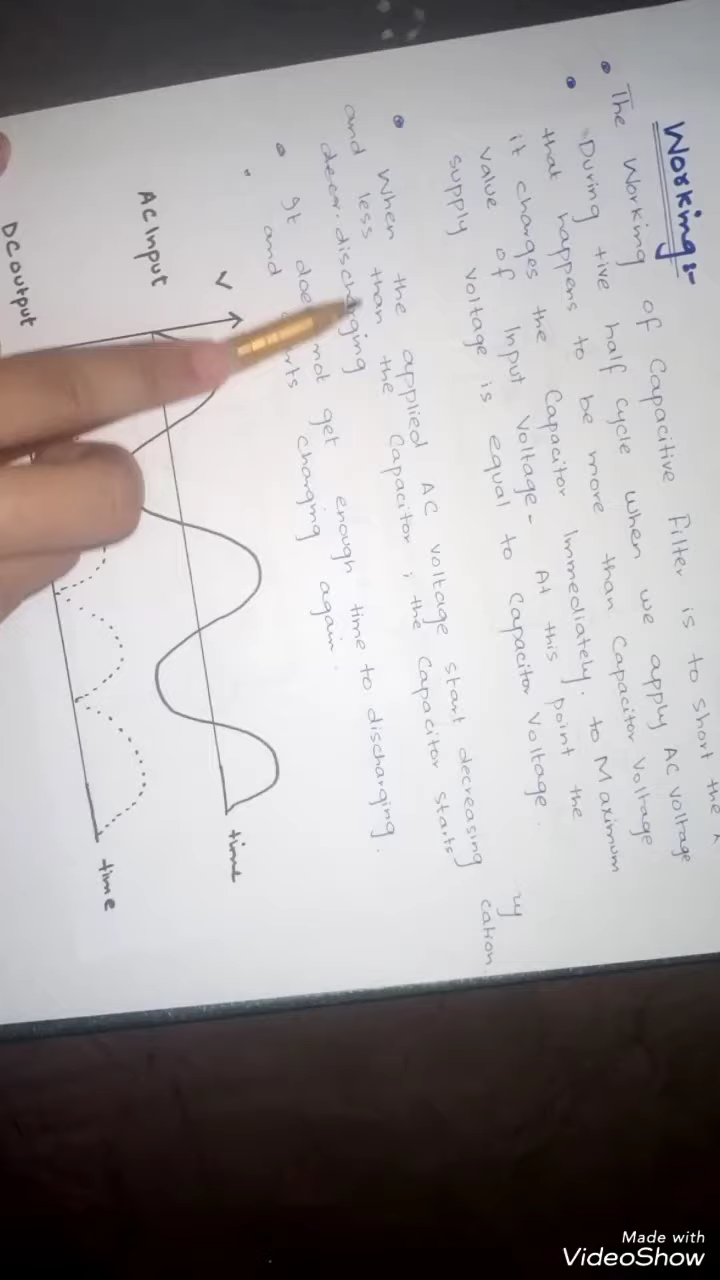 Working:-
• The Working of Capacitive Filter is to short the
• During +ive half cycle when we apply AC voltage
that happens to be more than Capacitor Voltage
it charges the Capacitor Immediately. to Maximum
value of Input Voltage - At this point the
supply voltage is equal to Capacitor Voltage.
ry
cation.
• When the applied AC voltage start decreasing
and less than the Capacitor, the Capacitor starts
discharging
• It not get enough time to discharging.
and charging again.
V
AC Input
time
DC output
time
Made with
VideoShow